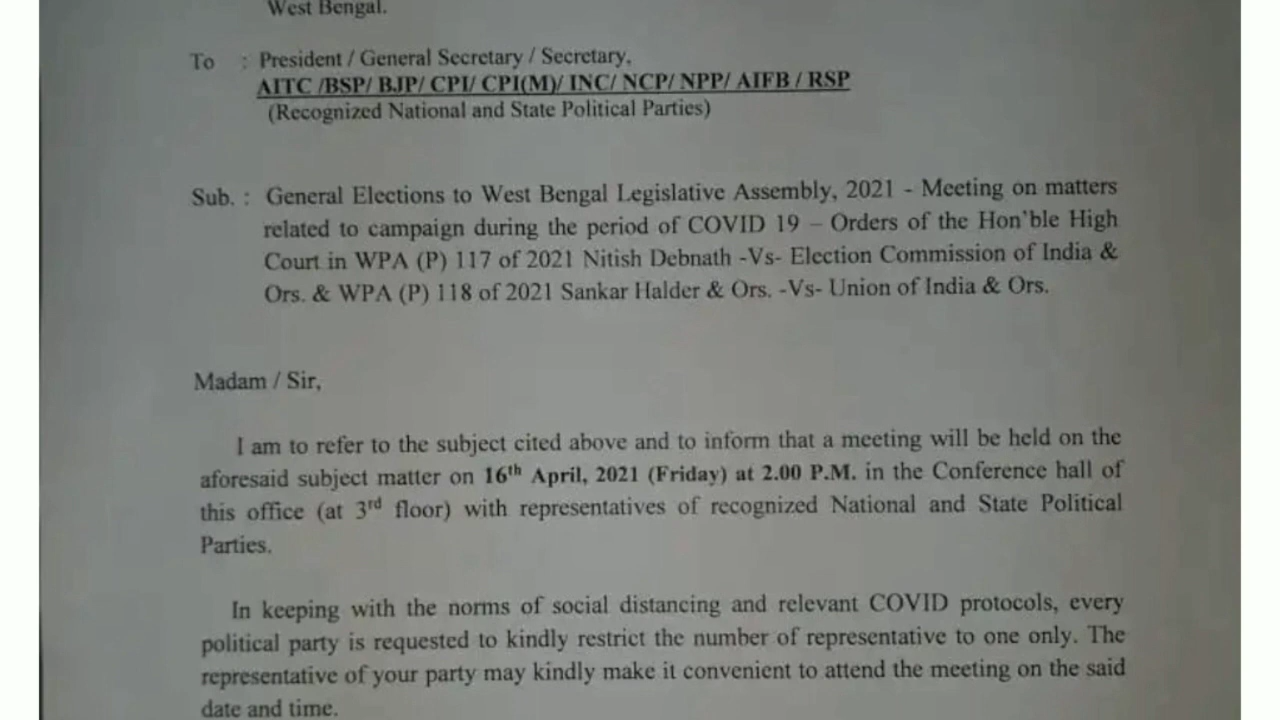 West Bengal.
To : President / General Secretary / Secretary,
AITC /BSP/ BJP/ CPI/ CPI(M)/ INC/ NCP/ NPP/ AIFB / RSP
(Recognized National and State Political Parties)
Sub. : General Elections to West Bengal Legislative Assembly, 2021 - Meeting on matters
related to campaign during the period of COVID 19 – Orders of the Hon'ble High
Court in WPA (P) 117 of 2021 Nitish Debnath -Vs- Election Commission of India &
Ors. & WPA (P) 118 of 2021 Sankar Halder & Ors. -Vs- Union of India & Ors.
Madam / Sir,
I am to refer to the subject cited above and to inform that a meeting will be held on the
aforesaid subject matter on 16th April, 2021 (Friday) at 2.00 P.M. in the Conference hall of
this office (at 3rd floor) with representatives of recognized National and State Political
Parties.
In keeping with the norms of social distancing and relevant COVID protocols, every
political party is requested to kindly restrict the number of representative to one only. The
representative of your party may kindly make it convenient to attend the meeting on the said
date and time.